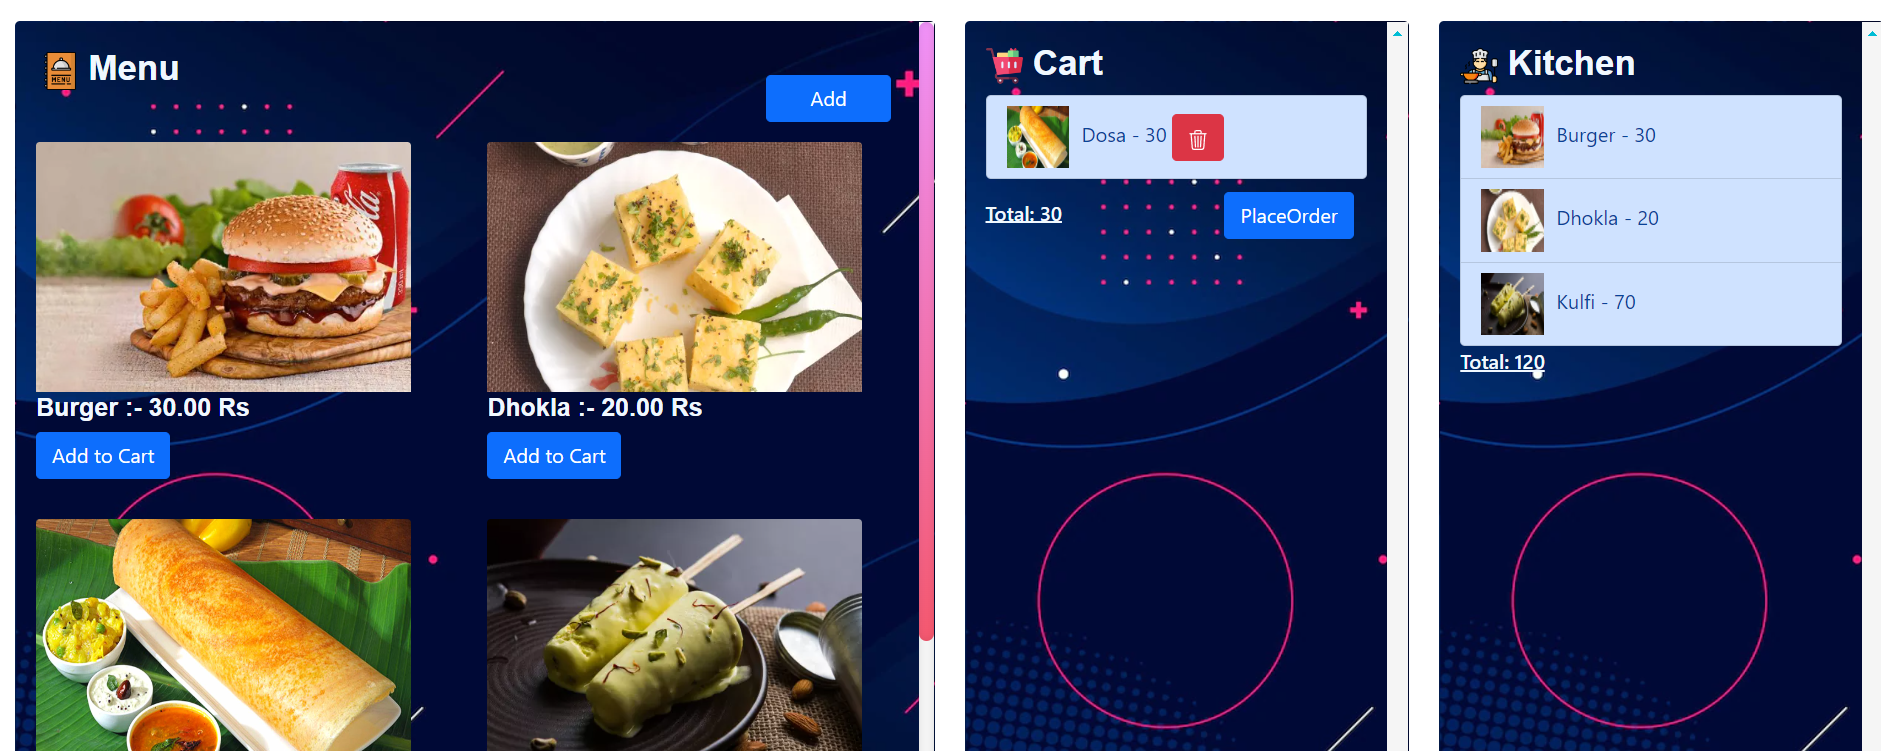 Menu
Add
Burger :- 30.00 Rs
Add to Cart
Dhokla :- 20.00 Rs
Add to Cart
Cart
Dosa - 30
Total: 30
PlaceOrder
Kitchen
Burger - 30
Dhokla - 20
Kulfi - 70
Total: 120